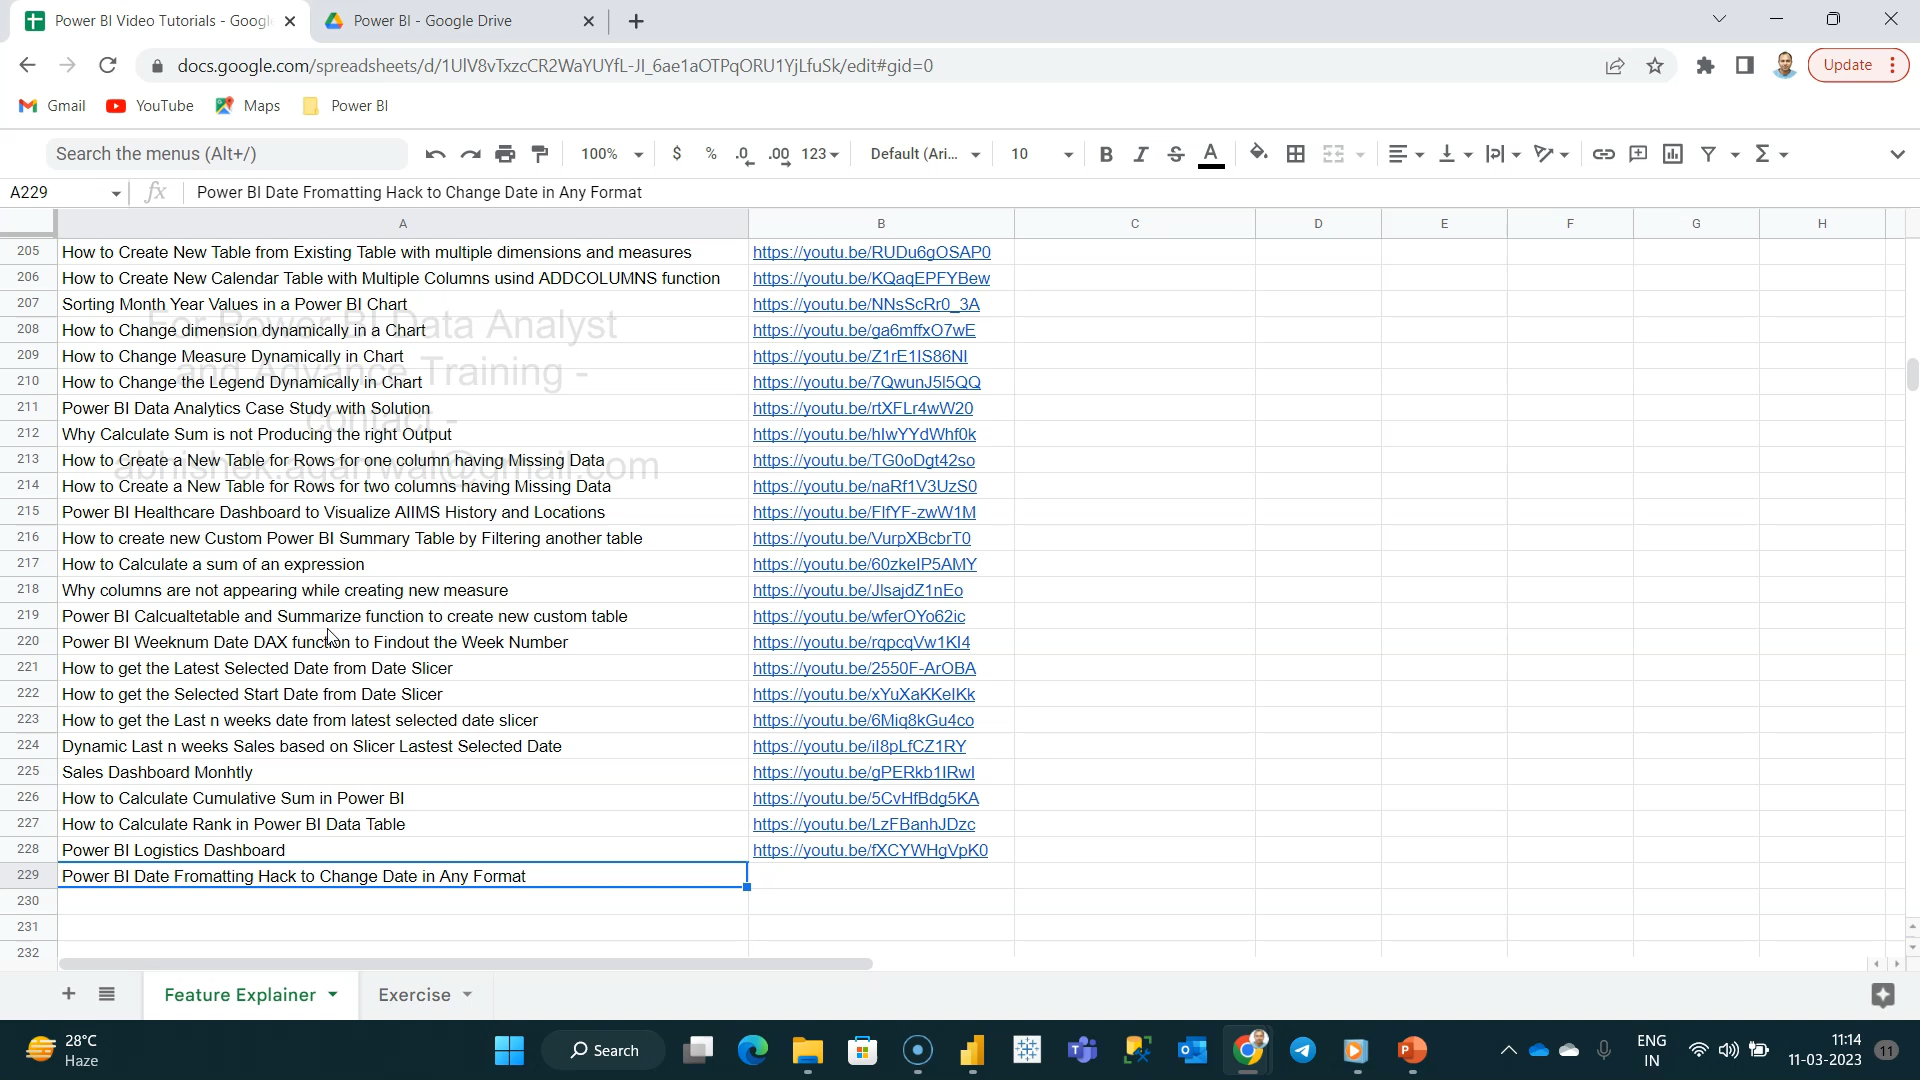 Power BI Video Tutorials - Googl
Power BI - Google Drive
docs.google.com/spreadsheets/d/1UlV8vTxzcCR2WaYUYfL-JI_6ae1aOTPqORU1YjLfuSk/edit#gid=0
Update
Gmail YouTube Maps Power BI
Search the menus (Alt+/)
100% $ % .0 .00 123 Default (Ari... 10 B I S A Σ
A229 fx Power BI Date Fromatting Hack to Change Date in Any Format
A B C D E F G H
205 How to Create New Table from Existing Table with multiple dimensions and measures https://youtu.be/RUDu6gOSAP0
206 How to Create New Calendar Table with Multiple Columns usind ADDCOLUMNS function https://youtu.be/KQaqEPFYBew
207 Sorting Month Year Values in a Power BI Chart https://youtu.be/NNsScRr0_3A
For Power BI Data Analyst
208 How to Change dimension dynamically in a Chart https://youtu.be/ga6mffxO7wE
209 How to Change Measure Dynamically in Chart https://youtu.be/Z1rE1IS86NI
and Advance Training -
210 How to Change the Legend Dynamically in Chart https://youtu.be/7QwunJ5l5QQ
211 Power BI Data Analytics Case Study with Solution https://youtu.be/rtXFLr4wW20
contact -
212 Why Calculate Sum is not Producing the right Output https://youtu.be/hlwYYdWhf0k
213 How to Create a New Table for Rows for one column having Missing Data https://youtu.be/TG0oDgt42so
abhishek.agarrwal@gmail.com
214 How to Create a New Table for Rows for two columns having Missing Data https://youtu.be/naRf1V3UzS0
215 Power BI Healthcare Dashboard to Visualize AIIMS History and Locations https://youtu.be/FlfYF-zwW1M
216 How to create new Custom Power BI Summary Table by Filtering another table https://youtu.be/VurpXBcbrT0
217 How to Calculate a sum of an expression https://youtu.be/60zkelP5AMY
218 Why columns are not appearing while creating new measure https://youtu.be/JlsajdZ1nEo
219 Power BI Calcualtetable and Summarize function to create new custom table https://youtu.be/wferOYo62ic
220 Power BI Weeknum Date DAX function to Findout the Week Number https://youtu.be/rqpcqVw1KI4
221 How to get the Latest Selected Date from Date Slicer https://youtu.be/2550F-ArOBA
222 How to get the Selected Start Date from Date Slicer https://youtu.be/xYuXaKKelKk
223 How to get the Last n weeks date from latest selected date slicer https://youtu.be/6Miq8kGu4co
224 Dynamic Last n weeks Sales based on Slicer Lastest Selected Date https://youtu.be/il8pLfCZ1RY
225 Sales Dashboard Monhtly https://youtu.be/gPERkb1IRwI
226 How to Calculate Cumulative Sum in Power BI https://youtu.be/5CvHfBdg5KA
227 How to Calculate Rank in Power BI Data Table https://youtu.be/LzFBanhJDzc
228 Power BI Logistics Dashboard https://youtu.be/fXCYWHgVpK0
229 Power BI Date Fromatting Hack to Change Date in Any Format
230
231
232
Feature Explainer Exercise
28°C
Haze
Search
ENG
IN
11:14
11-03-2023
11